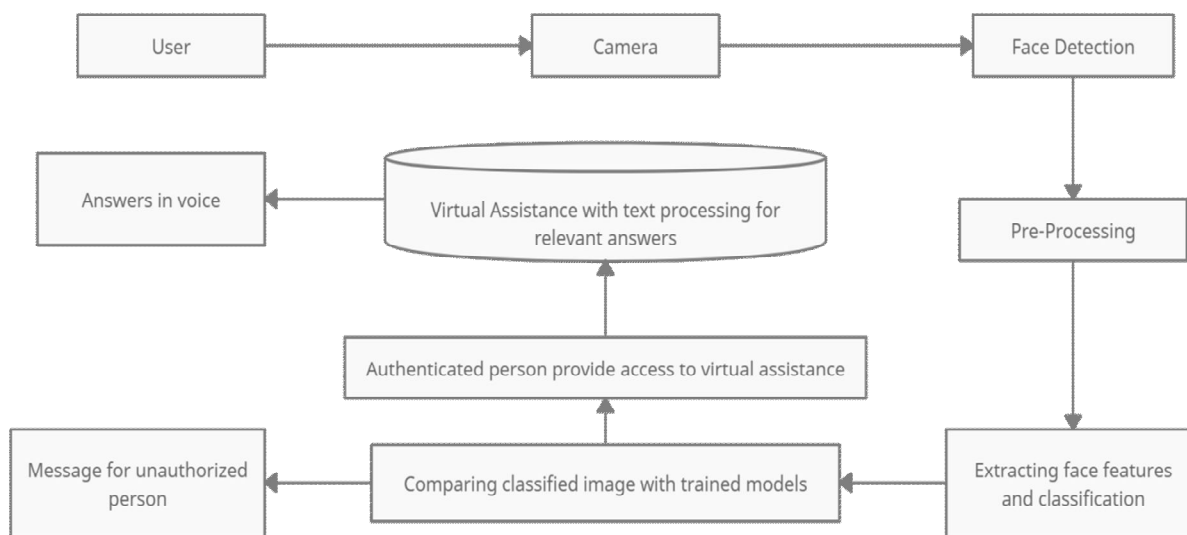 User
Camera
Face Detection
Answers in voice
Virtual Assistance with text processing for
relevant answers
Pre-Processing
Authenticated person provide access to virtual assistance
Message for unauthorized
person
Comparing classified image with trained models
Extracting face features
and classification